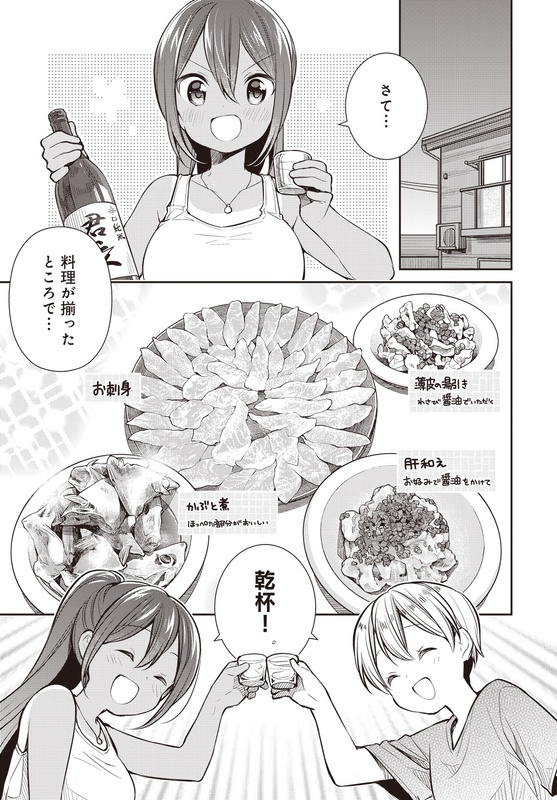 さて…
料理が揃った
ところで…
薄皮の湯引き
わさび醤油でいただく
お刺身
肝和え
お好みで醤油をかけて
かぶと煮
ほっぺた部分がおいしい
乾杯！